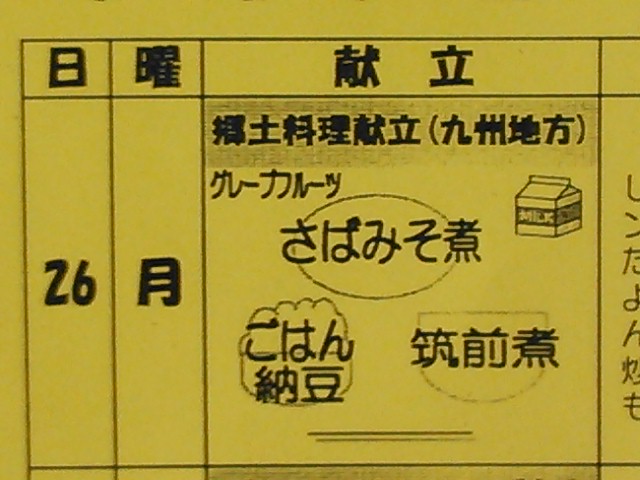 日 曜 献立
26 月 郷土料理献立(九州地方)
グレープフルーツ
MILK
さばみそ煮
ごはん
納豆
筑前煮